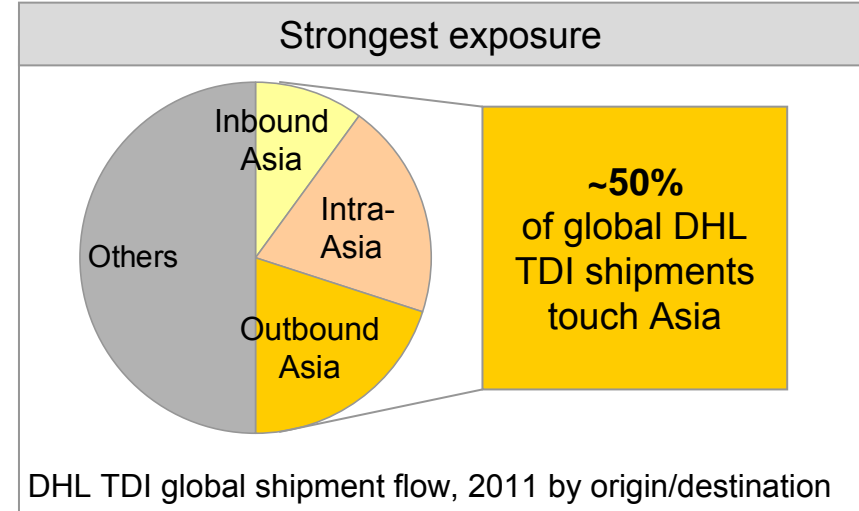 Strongest exposure
Inbound
Asia
Intra-
Asia
Others
Outbound
Asia
~50%
of global DHL
TDI shipments
touch Asia
DHL TDI global shipment flow, 2011 by origin/destination